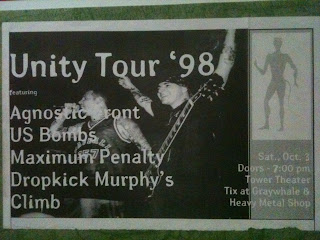 Unity Tour '98
featuring
Agnostic Front
US Bombs
Maximum Penalty
Dropkick Murphy's
Climb
Sat., Oct. 3
Doors - 7:00 pm
Tower Theater
Tix at Graywhale &
Heavy Metal Shop